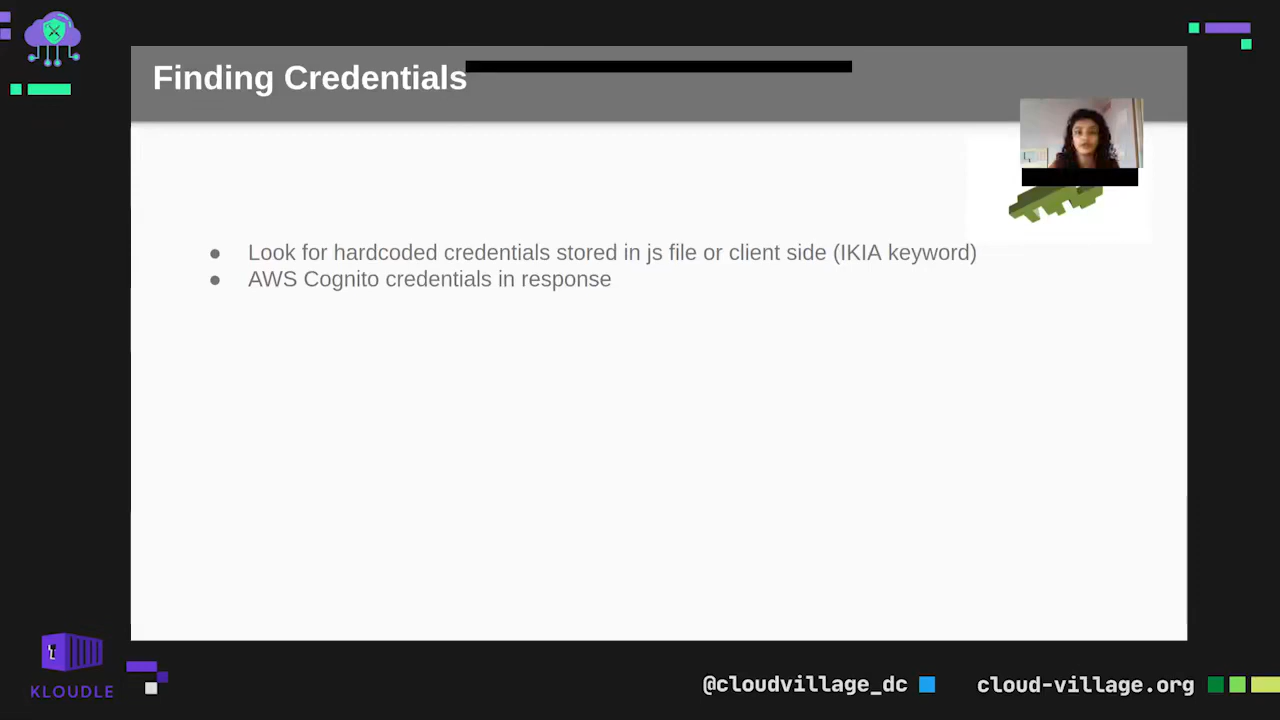 Finding Credentials
● Look for hardcoded credentials stored in js file or client side (IKIA keyword)
● AWS Cognito credentials in response
KLOUDLE
@cloudvillage_dc
cloud-village.org